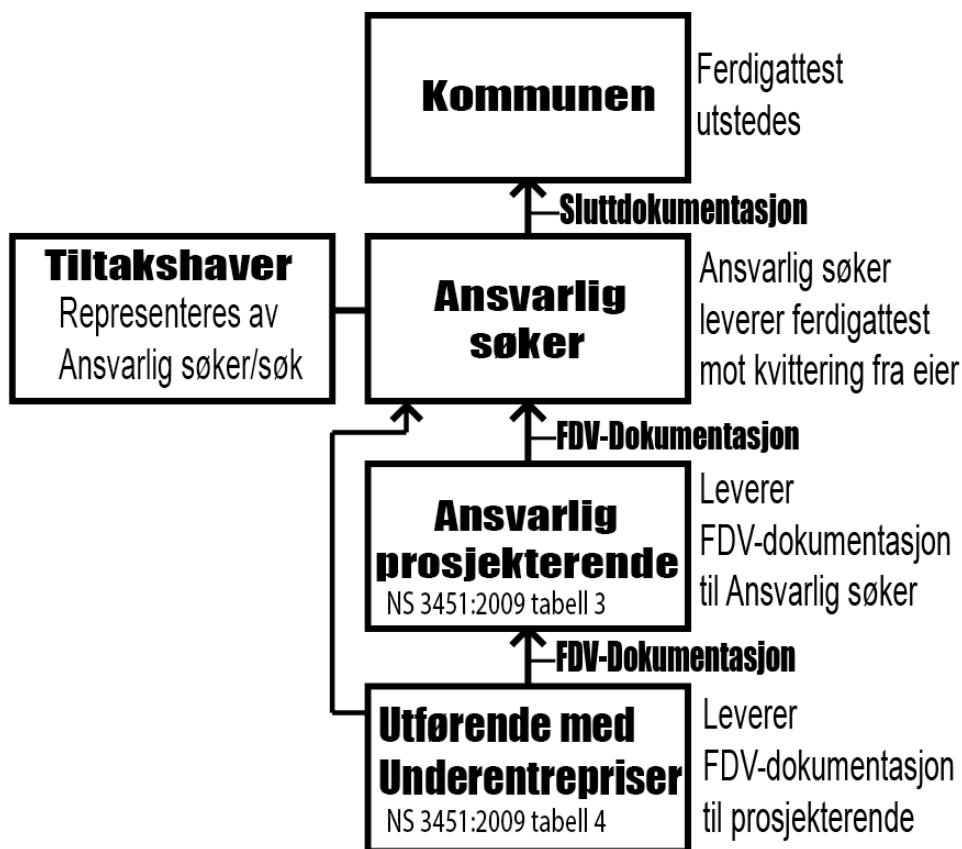 Kommunen
Ferdigattest
utstedes
Sluttdokumentasjon
Tiltakshaver
Representeres av
Ansvarlig søker/søk
Ansvarlig
søker
Ansvarlig søker
leverer ferdigattest
mot kvittering fra eier
FDV-Dokumentasjon
Ansvarlig
prosjekterende
NS 3451:2009 tabell 3
Leverer
FDV-dokumentasjon
til Ansvarlig søker
FDV-Dokumentasjon
Utførende med
Underentrepriser
NS 3451:2009 tabell 4
Leverer
FDV-dokumentasjon
til prosjekterende